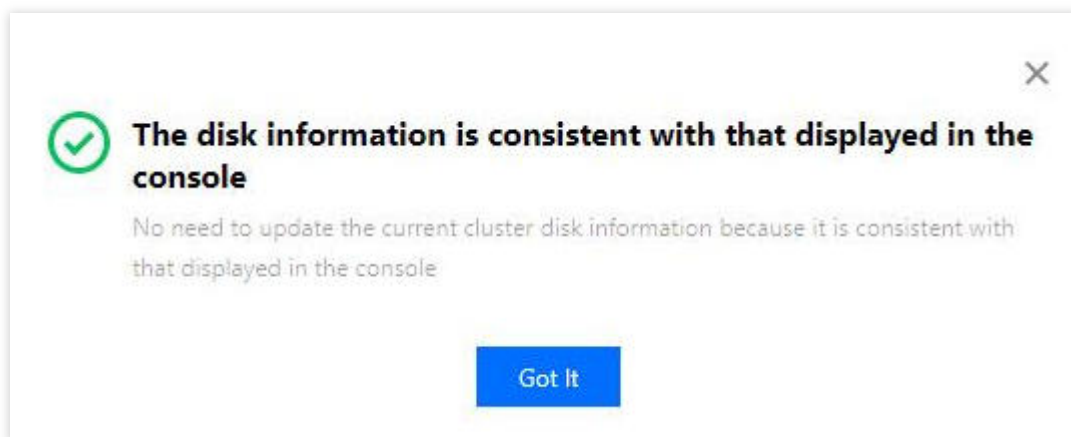 The disk information is consistent with that displayed in the
console
No need to update the current cluster disk information because it is consistent with
that displayed in the console
Got It